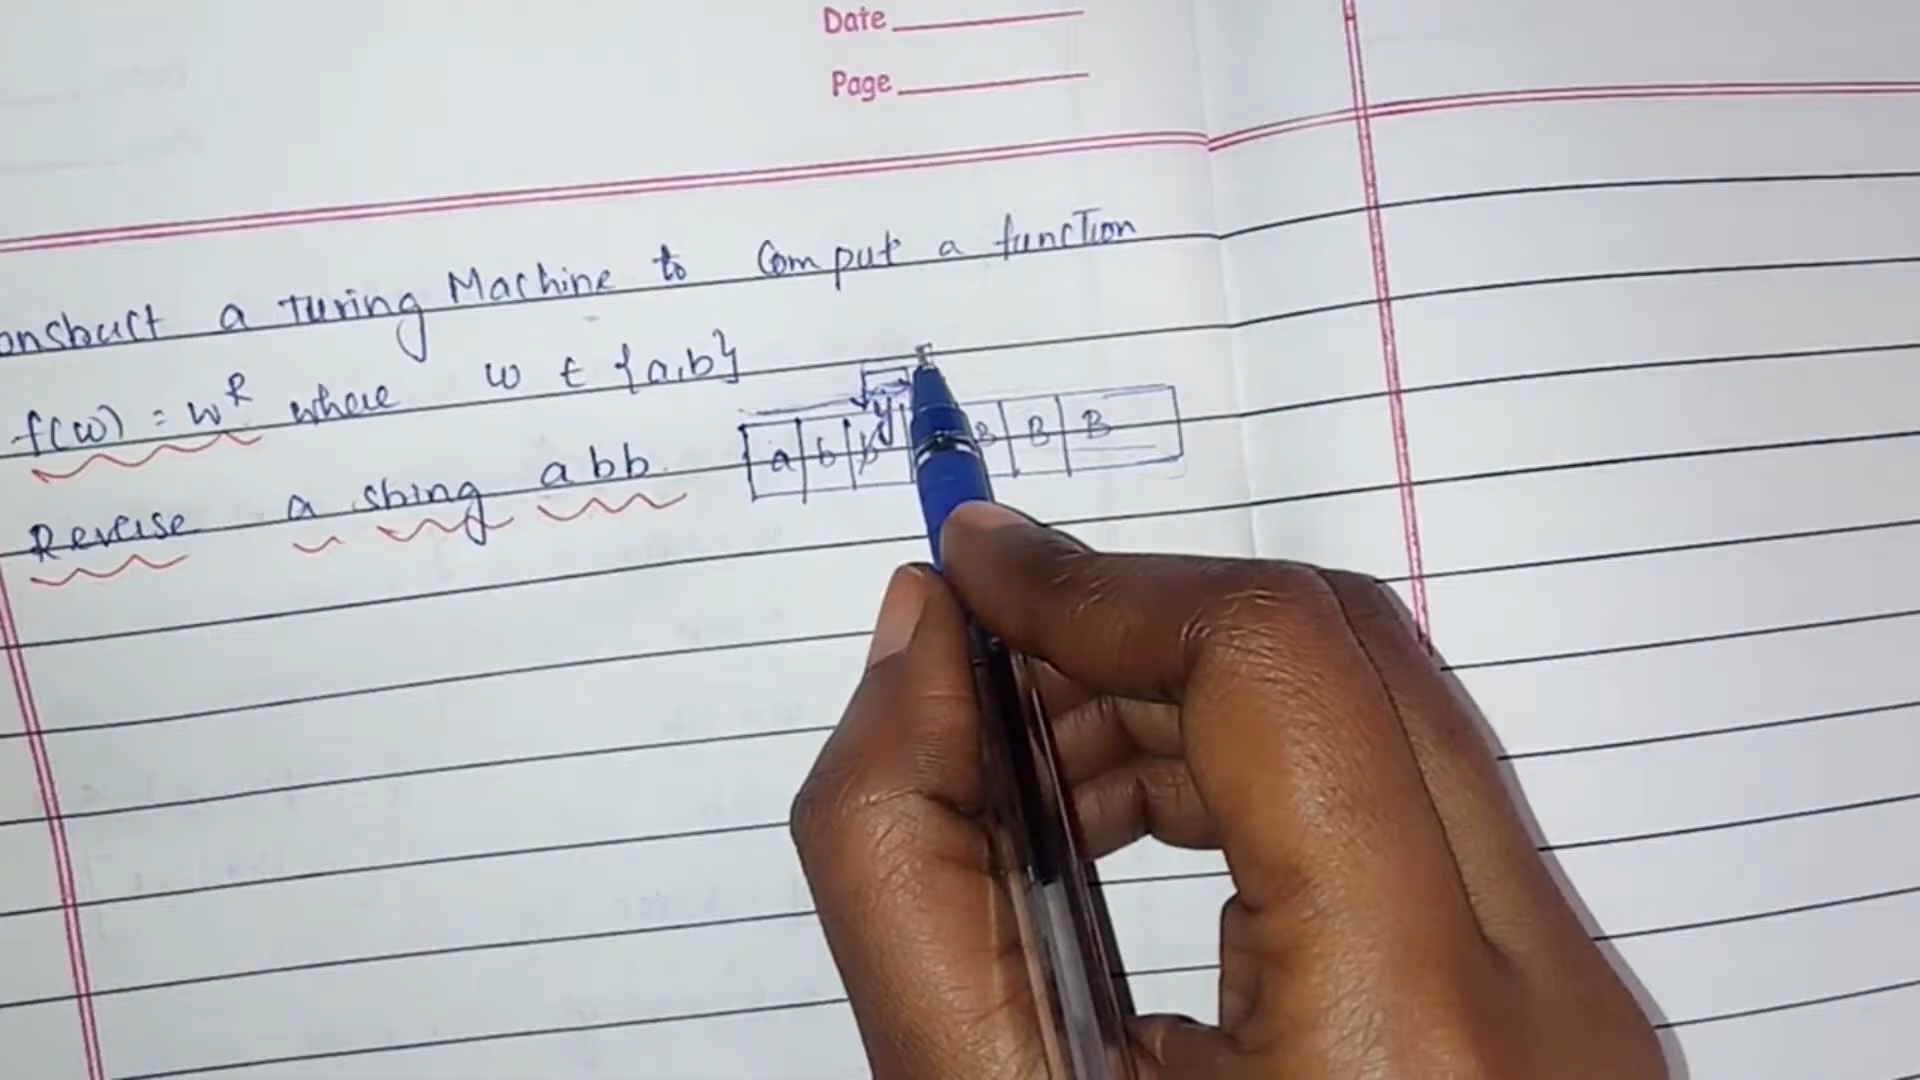 Date
Page
onstruct a Turing Machine to Comput a function
f(w) = w^R where w ∈ {a,b}
Reverse a string abb
y
a b b B B B